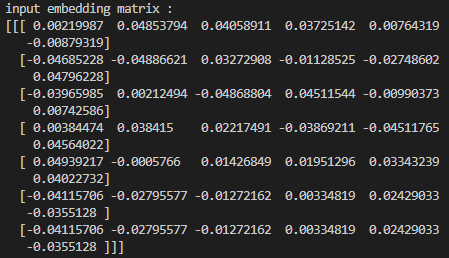 input embedding matrix :
[[[ 0.00219987  0.04853794  0.04058911  0.03725142  0.00764319
   -0.00879319]
  [-0.04685228 -0.04886621  0.03272908 -0.01128525 -0.02748602
    0.04796228]
  [-0.03965985  0.00212494 -0.04868804  0.04511544 -0.00990373
    0.00742586]
  [ 0.00384474  0.038415    0.02217491 -0.03869211 -0.04511765
    0.04564022]
  [ 0.04939217 -0.0005766   0.01426849  0.01951296  0.03343239
    0.04022732]
  [-0.04115706 -0.02795577 -0.01272162  0.00334819  0.02429033
   -0.0355128 ]
  [-0.04115706 -0.02795577 -0.01272162  0.00334819  0.02429033
   -0.0355128 ]]]